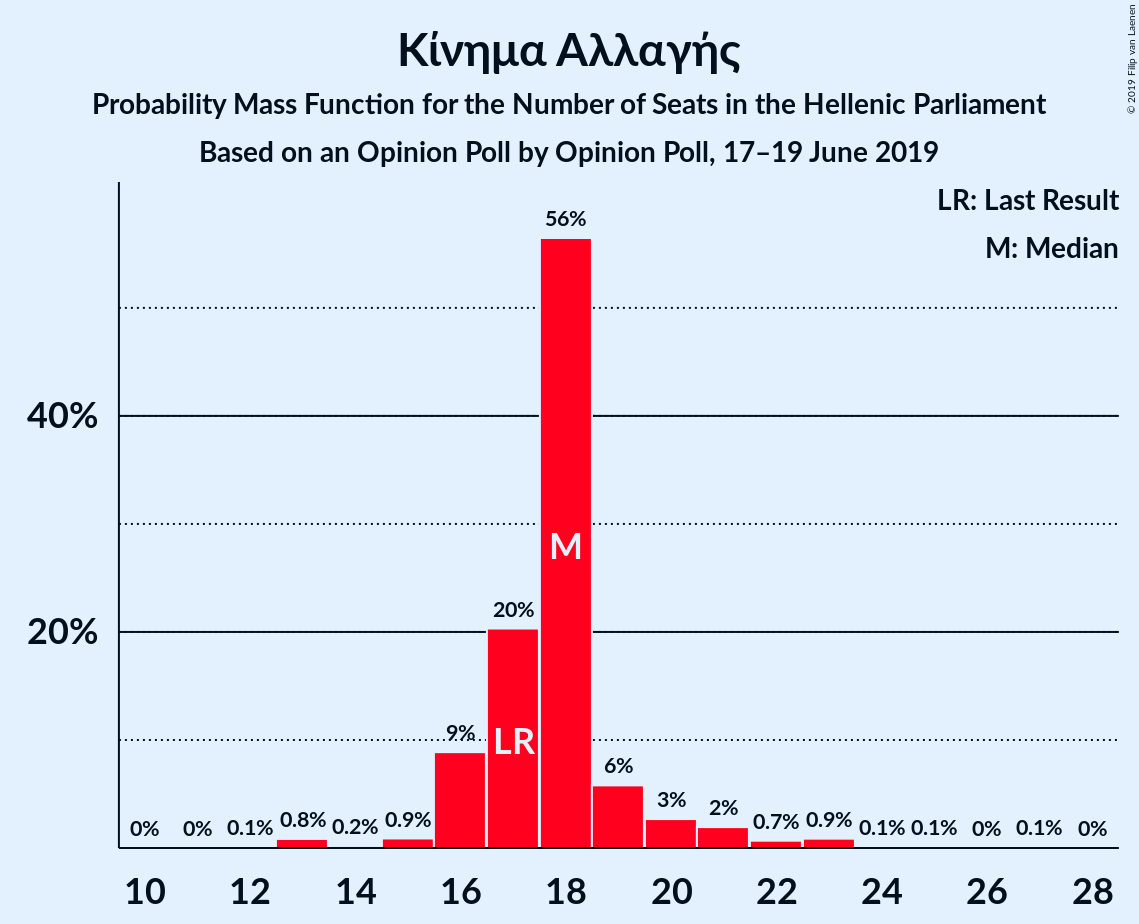 Κίνημα Αλλαγής
Probability Mass Function for the Number of Seats in the Hellenic Parliament
Based on an Opinion Poll by Opinion Poll, 17–19 June 2019
© 2019 Filip van Laenen
LR: Last Result
M: Median
56%
40%
M
20%
20%
9%
LR
6%
3%
2%
0%
0%
0.1%
0.8%
0.2%
0.9%
0.7%
0.9%
0.1%
0.1%
0%
0.1%
0%
10 12 14 16 18 20 22 24 26 28